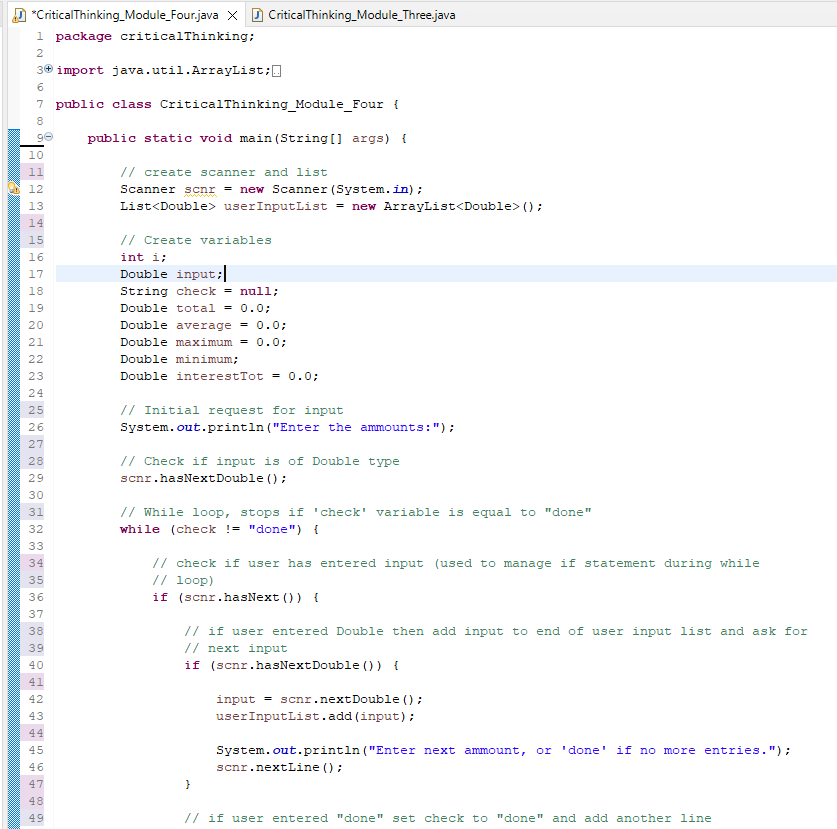 *CriticalThinking_Module_Four.java
CriticalThinking_Module_Three.java
1 package criticalThinking;
2
3 import java.util.ArrayList;
6
7 public class CriticalThinking_Module_Four {
8
9 public static void main(String[] args) {
10
11 // create scanner and list
12 Scanner scnr = new Scanner(System.in);
13 List<Double> userInputList = new ArrayList<Double>();
14
15 // Create variables
16 int i;
17 Double input;
18 String check = null;
19 Double total = 0.0;
20 Double average = 0.0;
21 Double maximum = 0.0;
22 Double minimum;
23 Double interestTot = 0.0;
24
25 // Initial request for input
26 System.out.println("Enter the ammounts:");
27
28 // Check if input is of Double type
29 scnr.hasNextDouble();
30
31 // While loop, stops if 'check' variable is equal to "done"
32 while (check != "done") {
33
34 // check if user has entered input (used to manage if statement during while
35 // loop)
36 if (scnr.hasNext()) {
37
38 // if user entered Double then add input to end of user input list and ask for
39 // next input
40 if (scnr.hasNextDouble()) {
41
42 input = scnr.nextDouble();
43 userInputList.add(input);
44
45 System.out.println("Enter next ammount, or 'done' if no more entries.");
46 scnr.nextLine();
47 }
48
49 // if user entered "done" set check to "done" and add another line